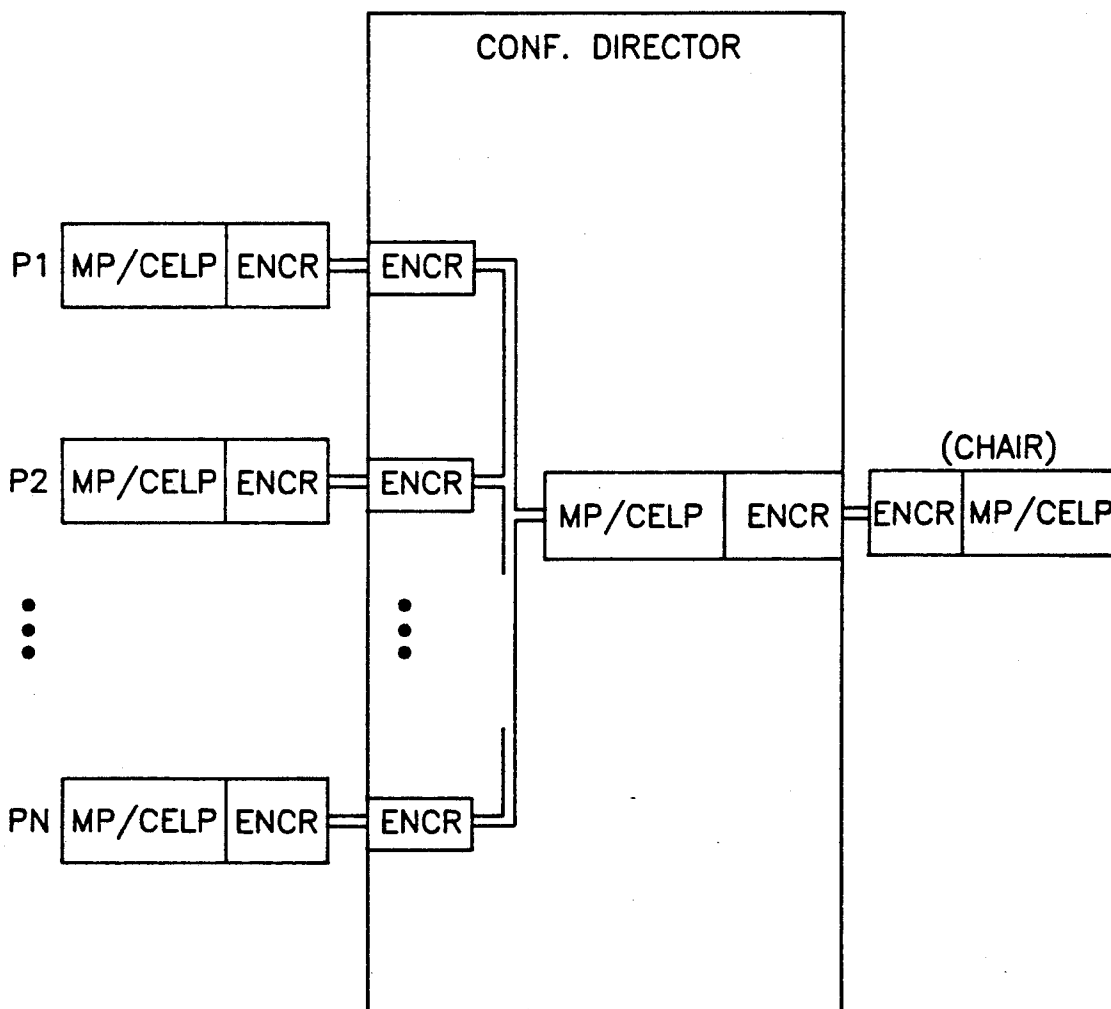 CONF. DIRECTOR
P1 MP/CELP ENCR ENCR
(CHAIR)
P2 MP/CELP ENCR ENCR
MP/CELP ENCR ENCR MP/CELP
PN MP/CELP ENCR ENCR